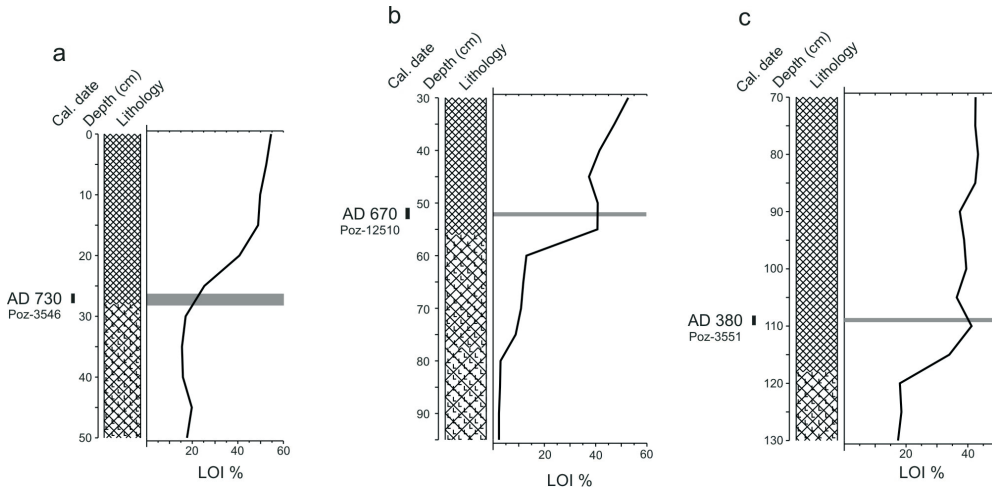 a
Cal. date
Depth (cm)
Lithology
0
10
20
30
40
50
AD 730
Poz-3546
20
40
60
LOI %
b
Cal. date
Depth (cm)
Lithology
30
40
50
60
70
80
90
AD 670
Poz-12510
20
40
60
LOI %
c
Cal. date
Depth (cm)
Lithology
70
80
90
100
110
120
130
AD 380
Poz-3551
20
40
LOI %